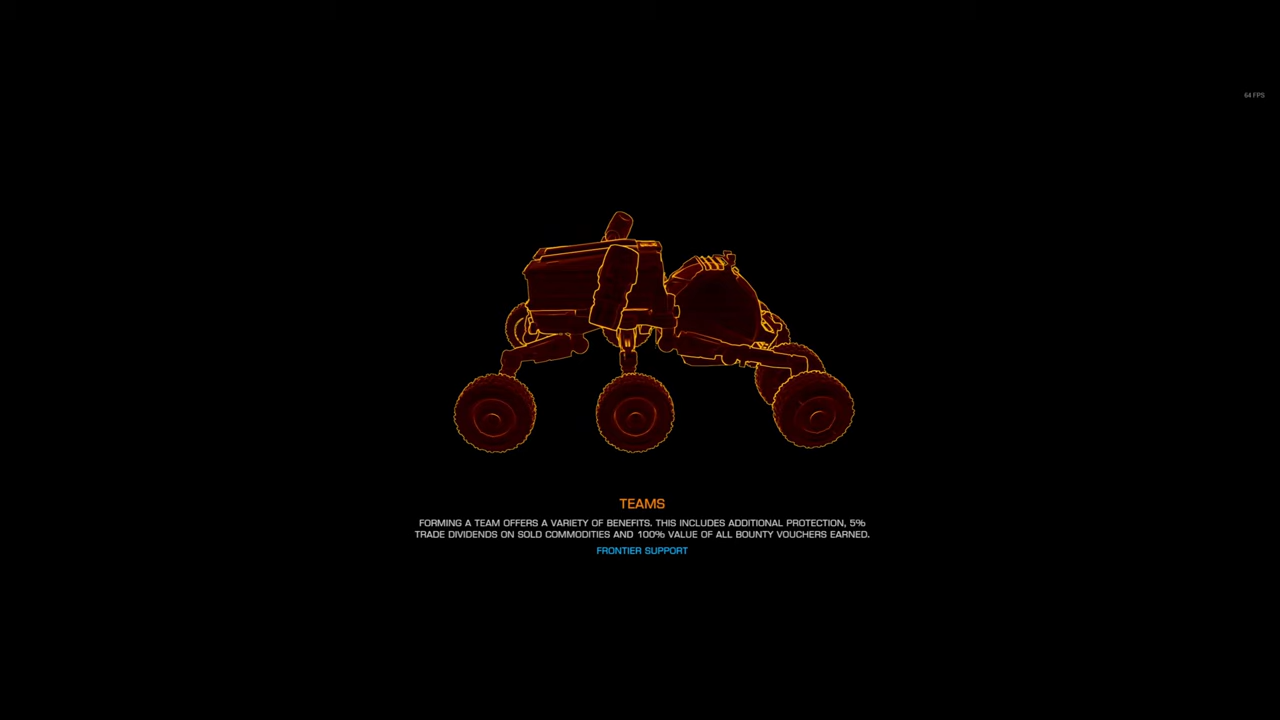 64 FPS
TEAMS
FORMING A TEAM OFFERS A VARIETY OF BENEFITS. THIS INCLUDES ADDITIONAL PROTECTION, 5%
TRADE DIVIDENDS ON SOLD COMMODITIES AND 100% VALUE OF ALL BOUNTY VOUCHERS EARNED.
FRONTIER SUPPORT